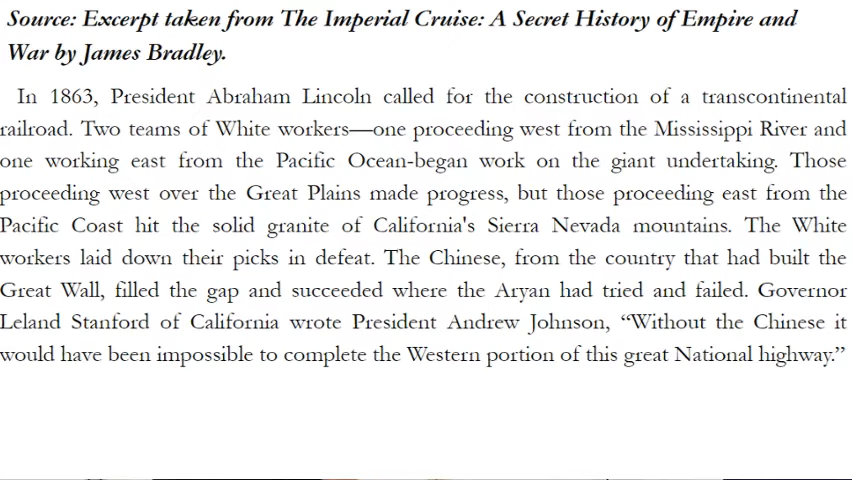 Source: Excerpt taken from The Imperial Cruise: A Secret History of Empire and
War by James Bradley.
In 1863, President Abraham Lincoln called for the construction of a transcontinental
railroad. Two teams of White workers—one proceeding west from the Mississippi River and
one working east from the Pacific Ocean-began work on the giant undertaking. Those
proceeding west over the Great Plains made progress, but those proceeding east from the
Pacific Coast hit the solid granite of California's Sierra Nevada mountains. The White
workers laid down their picks in defeat. The Chinese, from the country that had built the
Great Wall, filled the gap and succeeded where the Aryan had tried and failed. Governor
Leland Stanford of California wrote President Andrew Johnson, “Without the Chinese it
would have been impossible to complete the Western portion of this great National highway.”